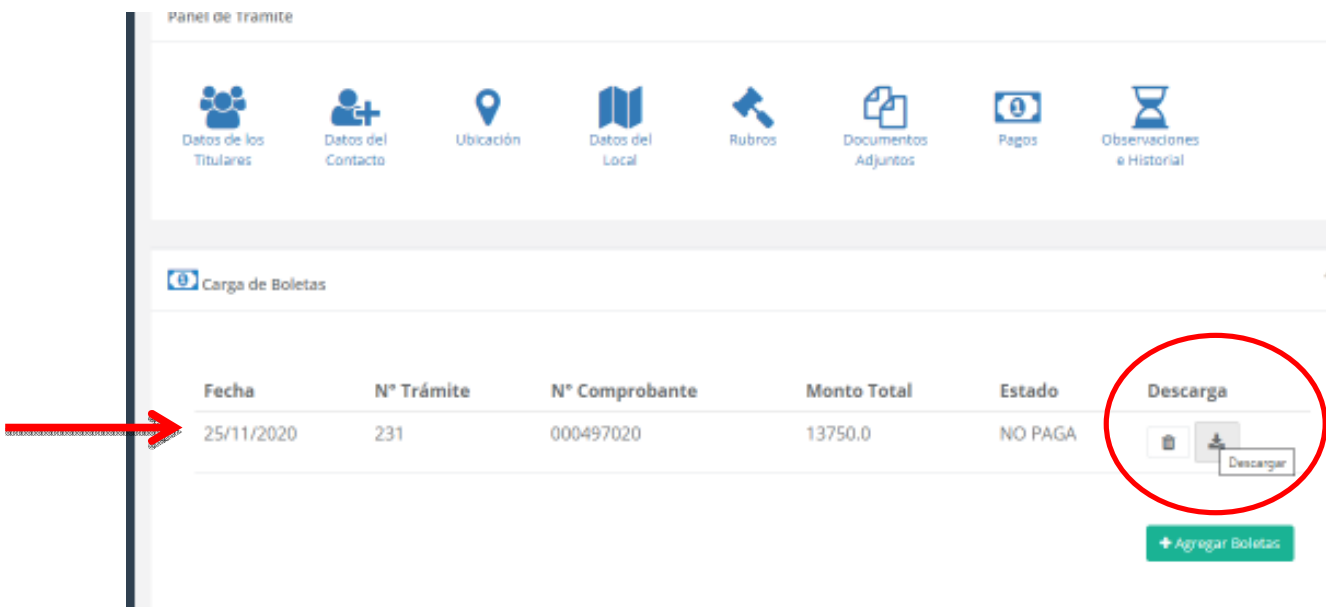 Panel de Trámite
Datos de los Titulares
Datos del Contacto
Ubicación
Datos del Local
Rubros
Documentos Adjuntos
Pagos
Observaciones e Historial
Carga de Boletas
Fecha N° Trámite N° Comprobante Monto Total Estado Descarga
25/11/2020 231 000497020 13750.0 NO PAGA
Descargar
+ Agregar Boletas